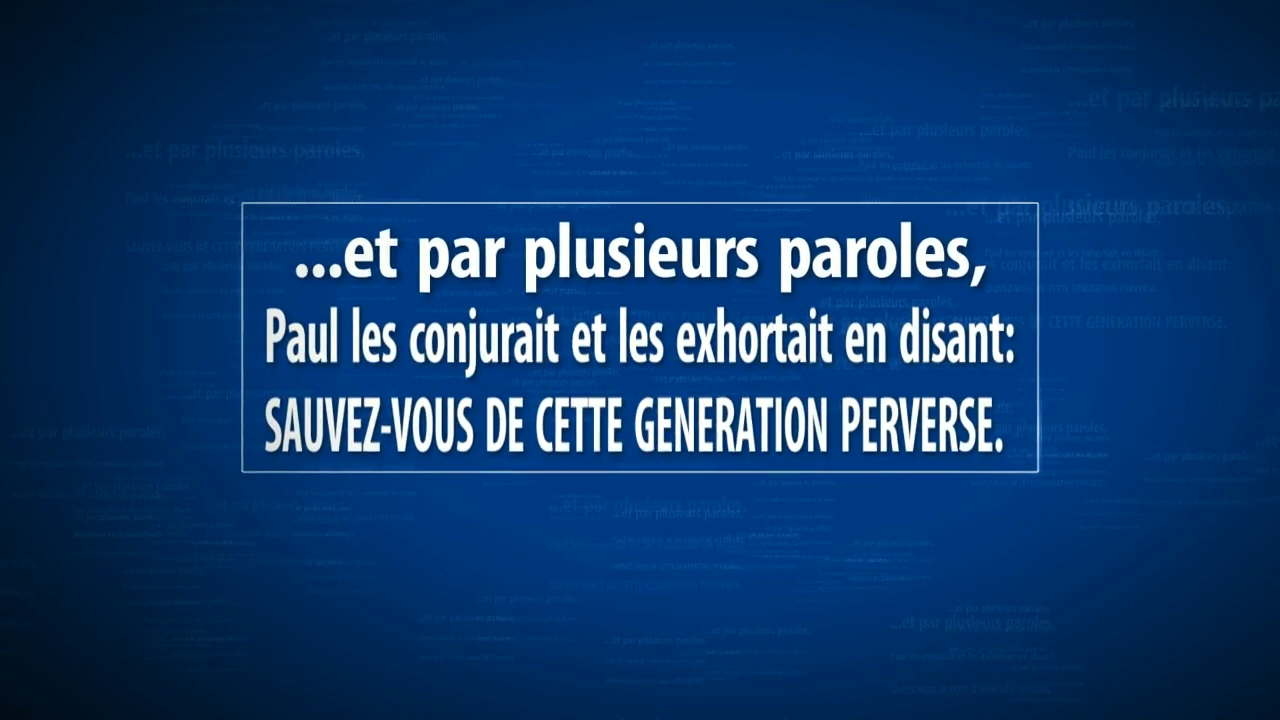 ...et par plusieurs paroles,
Paul les conjurait et les exhortait en disant:
SAUVEZ-VOUS DE CETTE GENERATION PERVERSE.